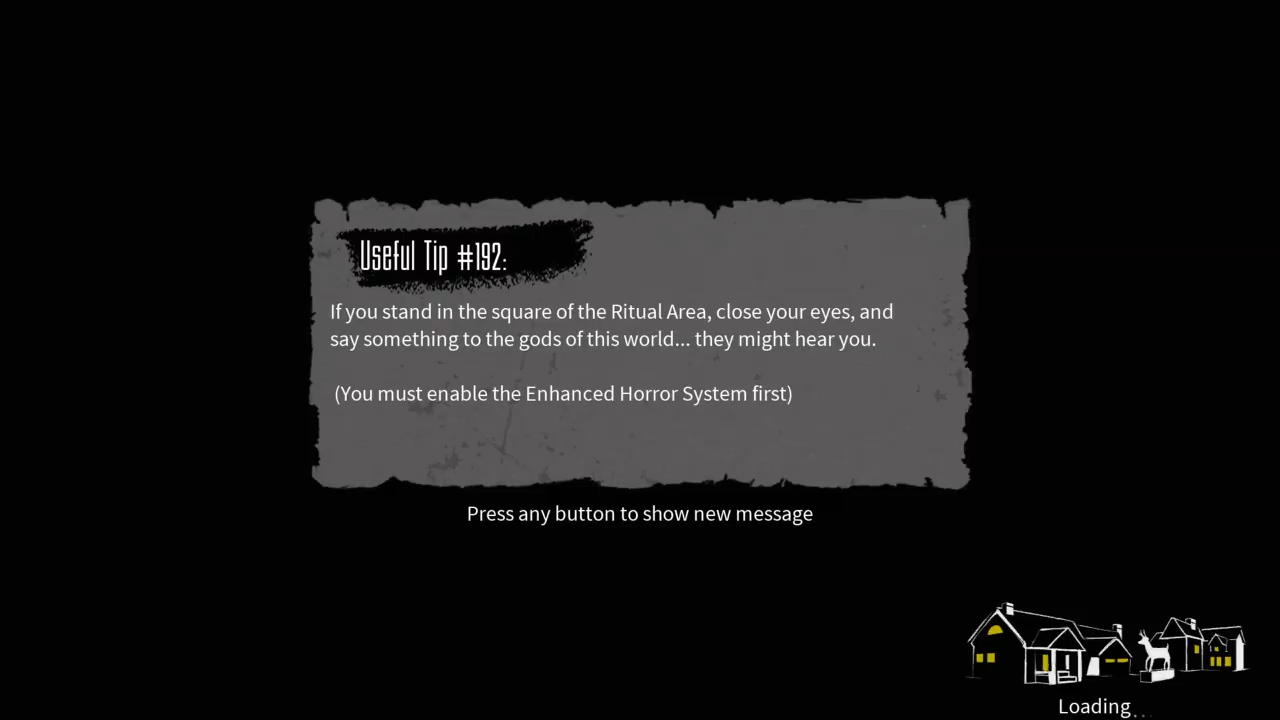 Useful Tip #192:
If you stand in the square of the Ritual Area, close your eyes, and
say something to the gods of this world... they might hear you.
(You must enable the Enhanced Horror System first)
Press any button to show new message
Loading...